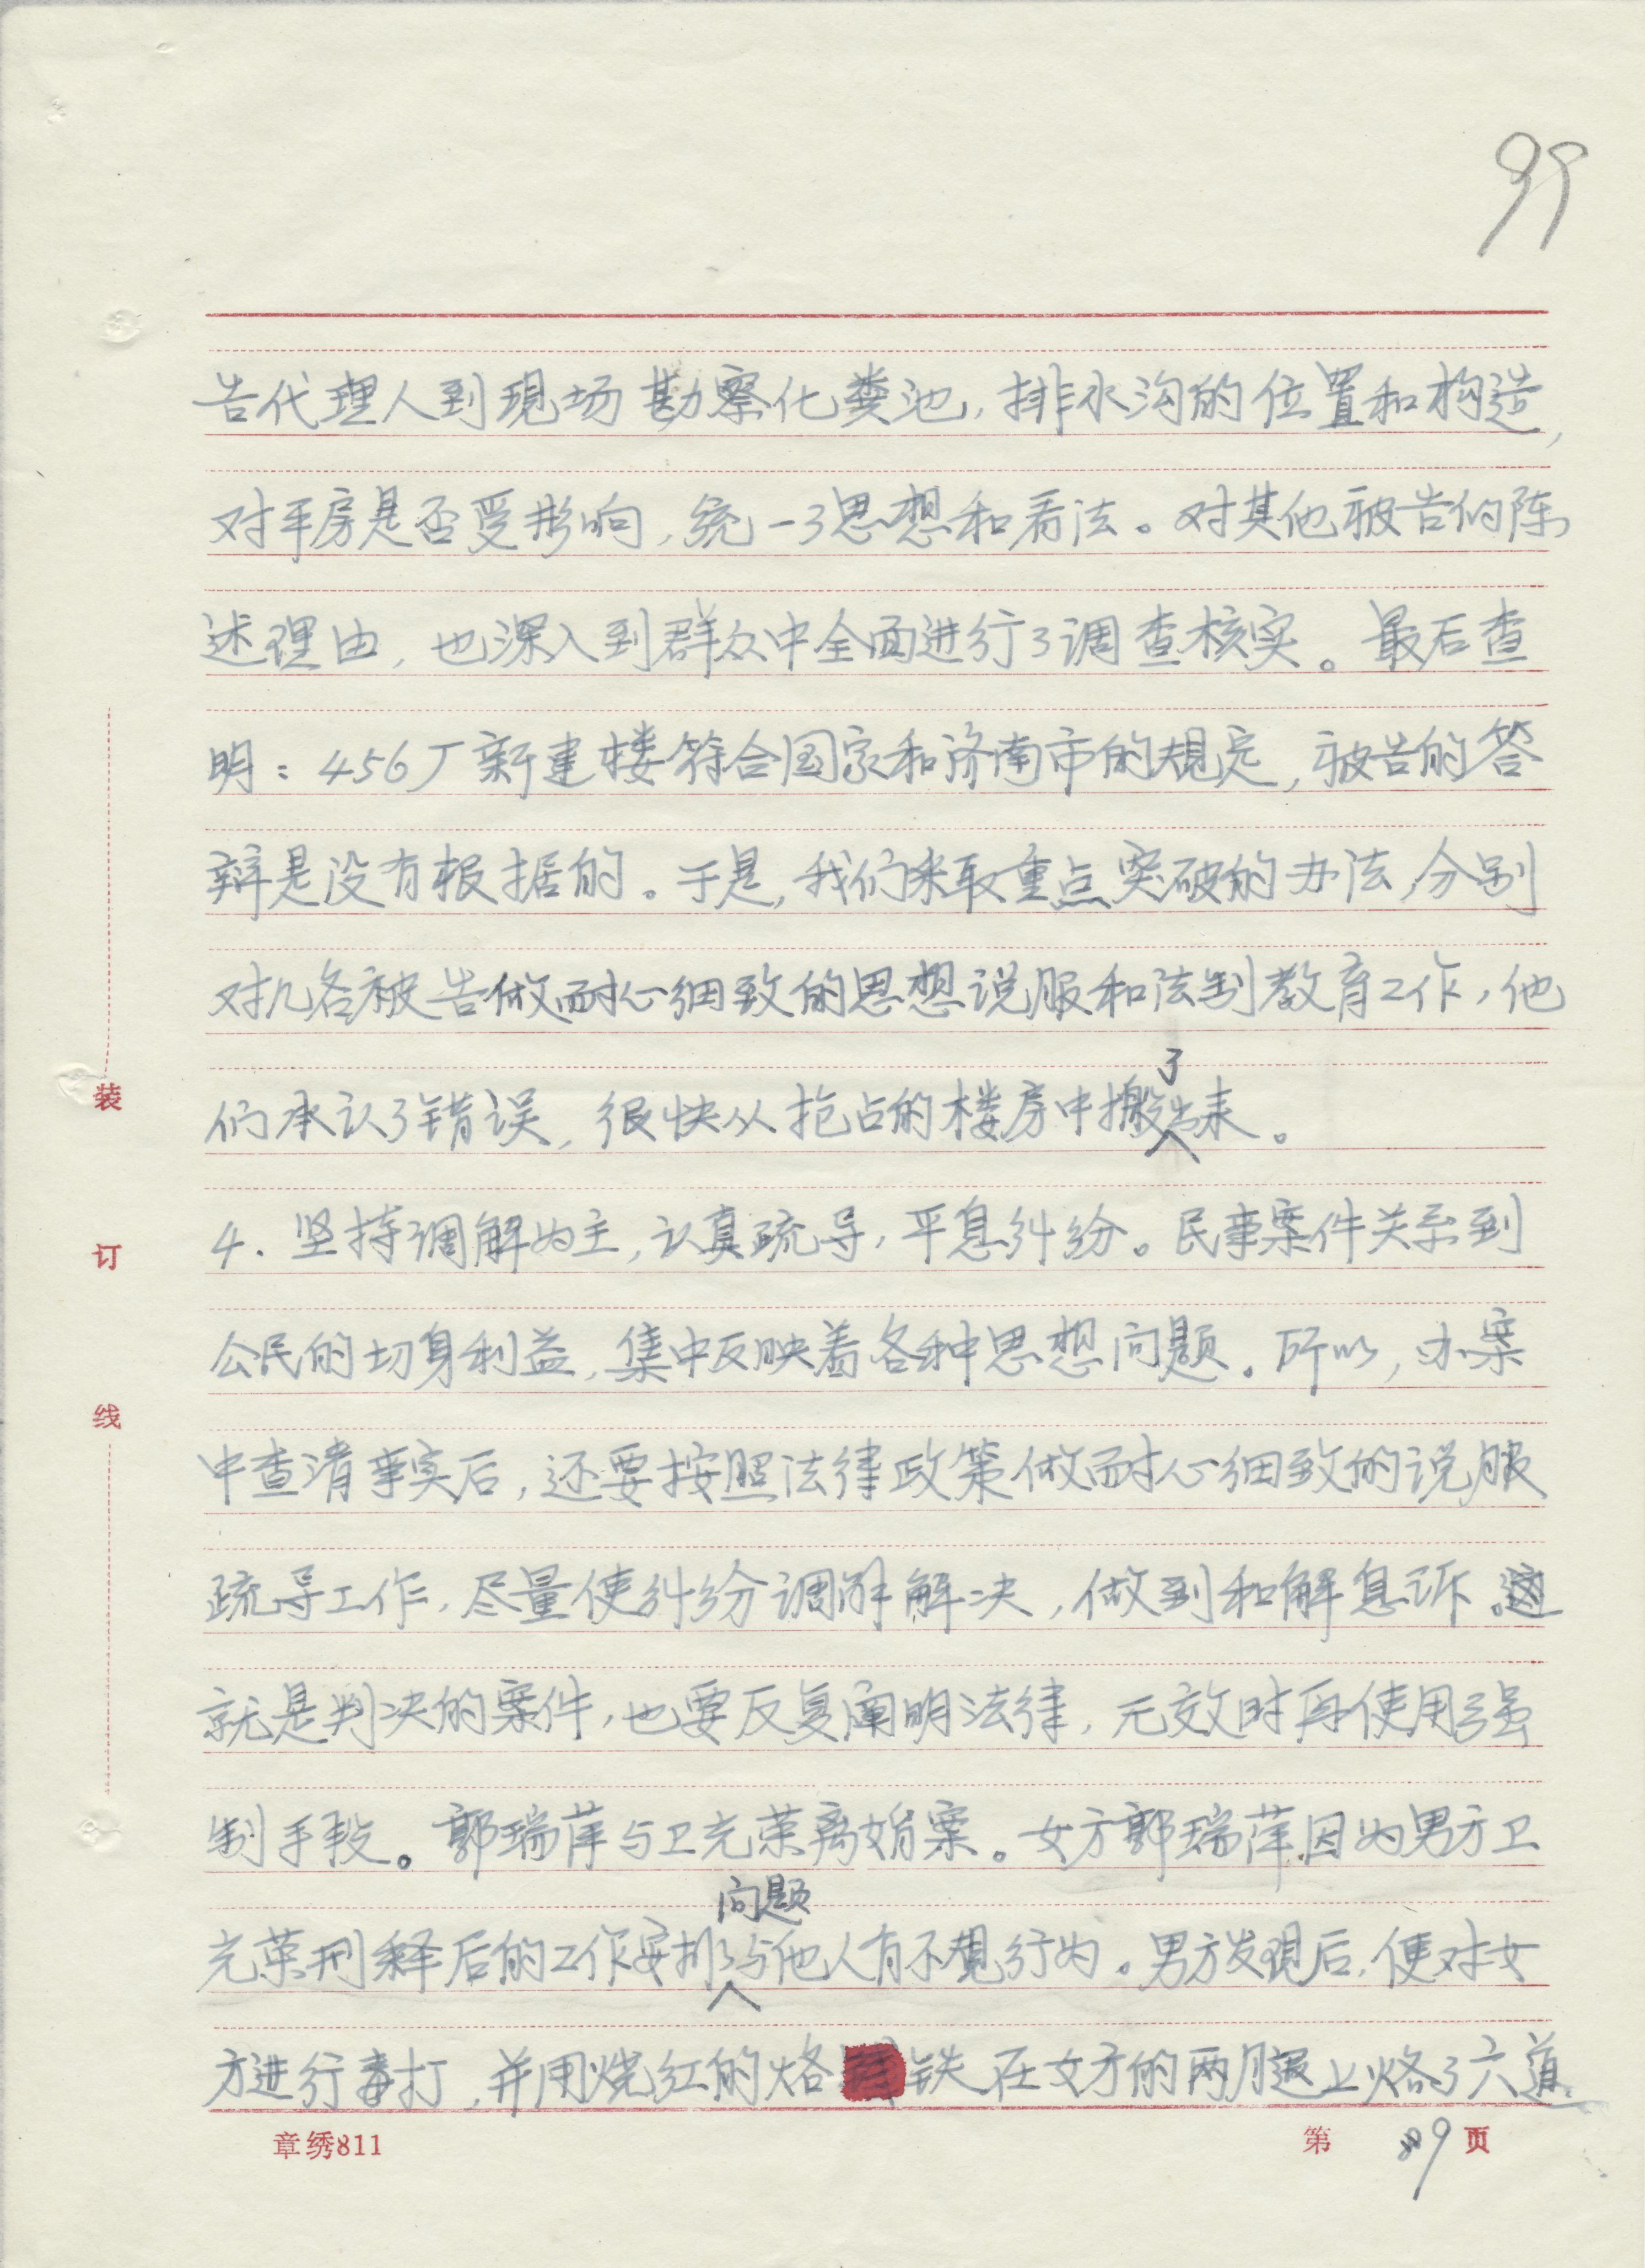 99
告代理人到现场勘察化粪池,排水沟的位置和构造,
对平房是否受影响,统一了思想和看法。对其他被告的陈
述理由,也深入到群众中全面进行了调查核实。最后查
明:456厂新建楼符合国家和济南市的规定,被告的答
辩是没有根据的。于是,我们采取重点突破的办法,分别
对几名被告做耐心细致的思想说服和法制教育工作,他
们承认了错误,很快从抢占的楼房中搬了出来。
4.坚持调解为主,认真疏导,平息纠纷。民事案件关系到
公民的切身利益,集中反映着各种思想问题。所以,办案
中查清事实后,还要按照法律政策做耐心细致的说服
疏导工作,尽量使纠纷调解解决,做到和解息诉。
就是判决的案件,也要反复阐明法律,无效时再使用强
制手段。郭瑞萍与卫光荣离婚案。女方郭瑞萍因为男方卫
光荣刑释后的工作安排问题与他人有不规行为。男方发现后,便对女
方进行毒打,并用烧红的烙铁在女方的两腿上烙了六道
装
订
线
章绣811
第 9 页